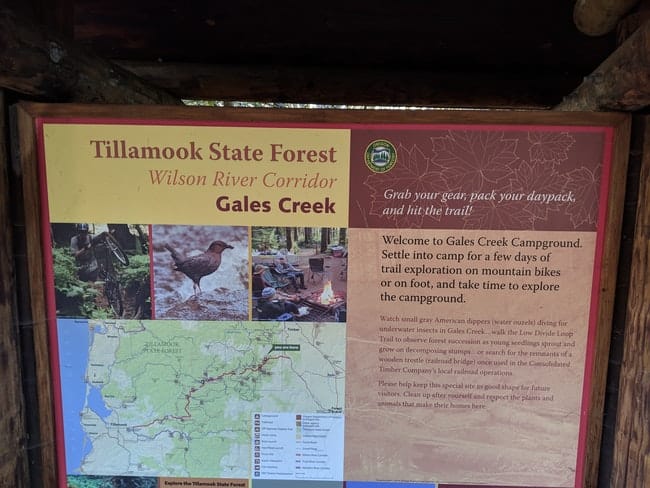 Tillamook State Forest
Wilson River Corridor
Gales Creek
Grab your gear, pack your daypack,
and hit the trail!
Welcome to Gales Creek Campground.
Settle into camp for a few days of
trail exploration on mountain bikes
or on foot, and take time to explore
the campground.
Watch small gray American dippers (water ouzels) diving for
underwater insects in Gales Creek...walk the Low Divide Loop
Trail to observe forest succession as young seedlings sprout and
grow on decomposing stumps... or search for the remnants of a
wooden trestle (railroad bridge) once used in the Consolidated
Timber Company's local railroad operations.
Please help keep this special site in good shape for future
visitors. Clean up after yourself and respect the plants and
animals that make their homes here.
TILLAMOOK
STATE FOREST
Explore the Tillamook State Forest